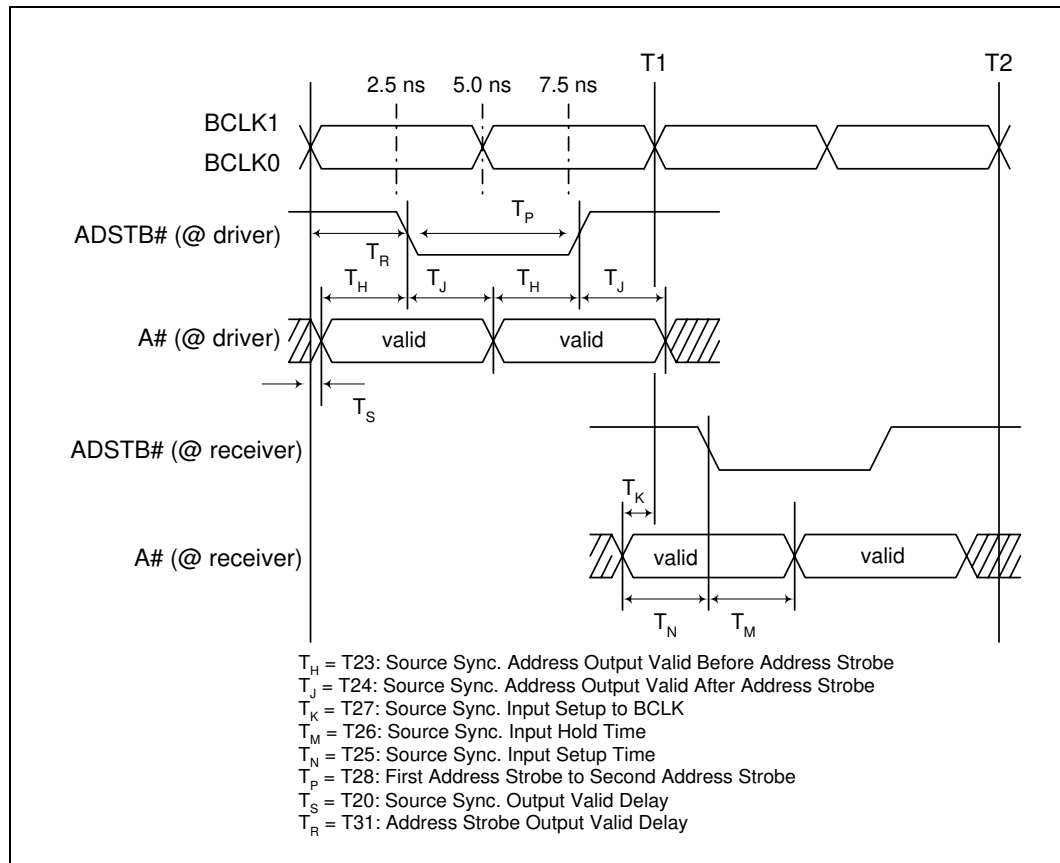 T1
T2
2.5 ns
5.0 ns
7.5 ns
BCLK1
BCLK0
T_P
ADSTB# (@ driver)
T_R
T_H
T_J
T_H
T_J
A# (@ driver)
valid
valid
T_S
ADSTB# (@ receiver)
T_K
A# (@ receiver)
valid
valid
T_N
T_M
T_H = T23: Source Sync. Address Output Valid Before Address Strobe
T_J = T24: Source Sync. Address Output Valid After Address Strobe
T_K = T27: Source Sync. Input Setup to BCLK
T_M = T26: Source Sync. Input Hold Time
T_N = T25: Source Sync. Input Setup Time
T_P = T28: First Address Strobe to Second Address Strobe
T_S = T20: Source Sync. Output Valid Delay
T_R = T31: Address Strobe Output Valid Delay